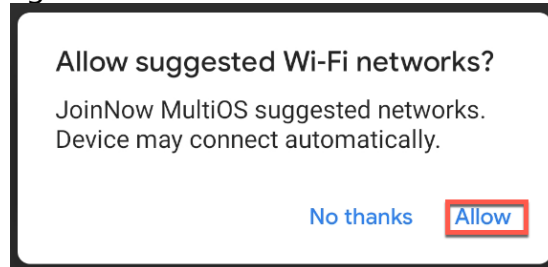 Allow suggested Wi-Fi networks?
JoinNow MultiOS suggested networks.
Device may connect automatically.
No thanks Allow